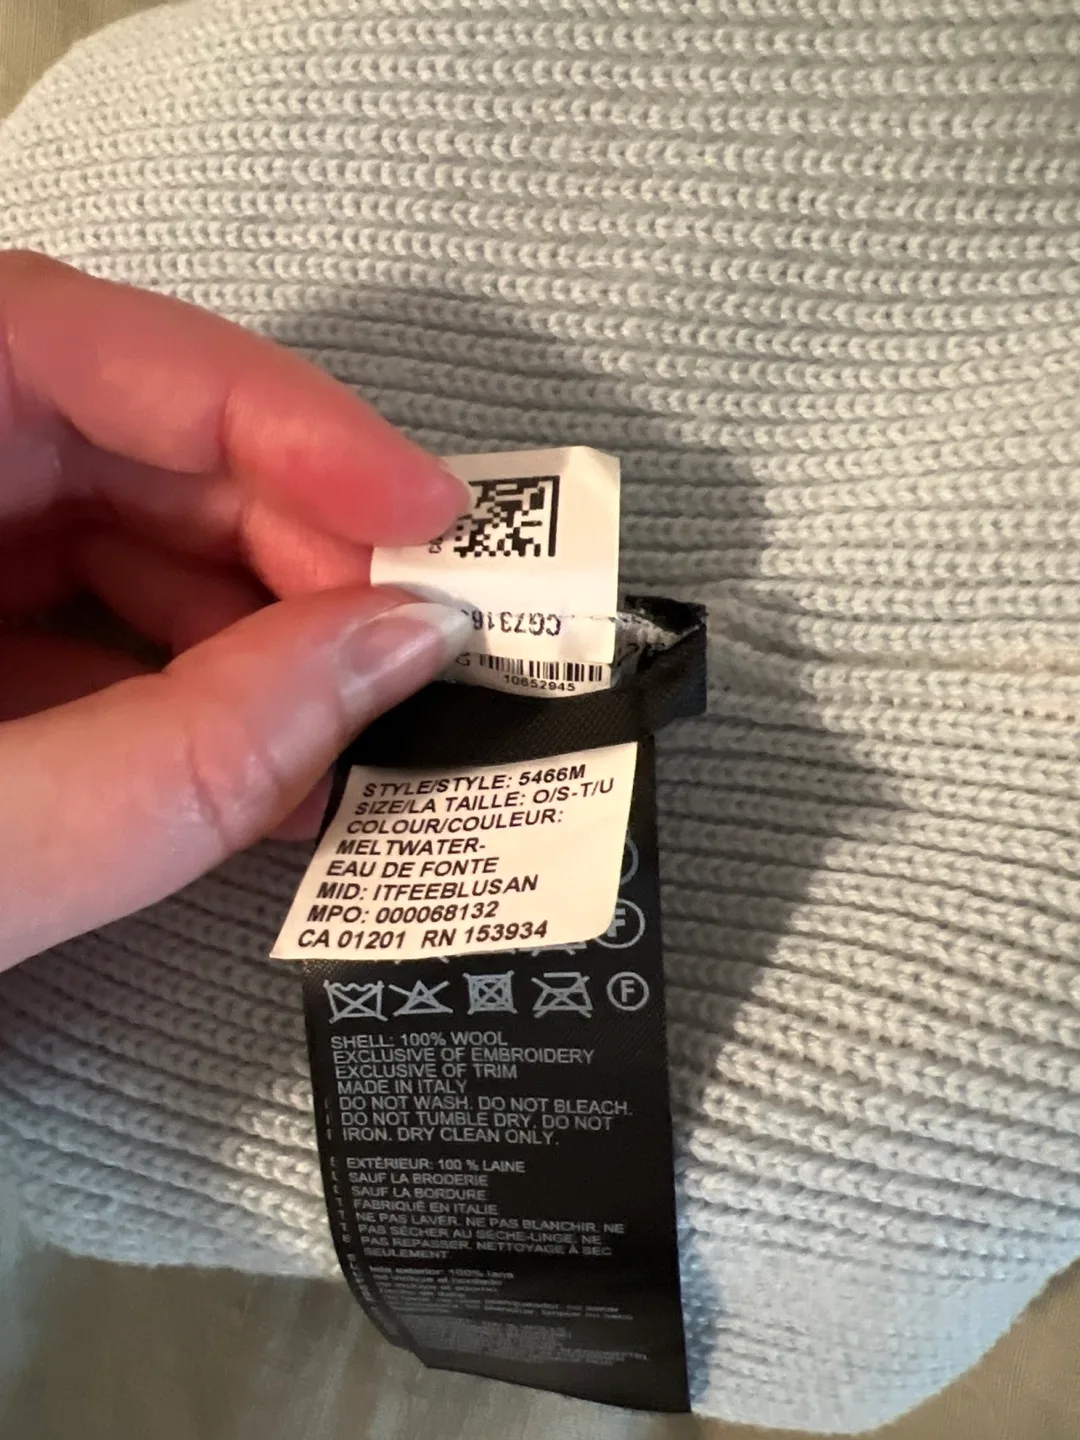 CG7316
10652945
STYLE/STYLE: 5466M
SIZE/LA TAILLE: O/S-T/U
COLOUR/COULEUR:
MELTWATER-
EAU DE FONTE
MID: ITFEEBLUSAN
MPO: 000068132
CA 01201 RN 153934
F
F
SHELL: 100% WOOL
EXCLUSIVE OF EMBROIDERY
EXCLUSIVE OF TRIM
MADE IN ITALY
DO NOT WASH. DO NOT BLEACH.
DO NOT TUMBLE DRY. DO NOT
IRON. DRY CLEAN ONLY.
EXTÉRIEUR: 100 % LAINE
SAUF LA BRODERIE
SAUF LA BORDURE
FABRIQUÉ EN ITALIE
NE PAS LAVER. NE PAS BLANCHIR. NE
PAS SÉCHER AU SÈCHE-LINGE. NE
PAS REPASSER. NETTOYAGE À SEC
SEULEMENT.
exterior: 100% lana